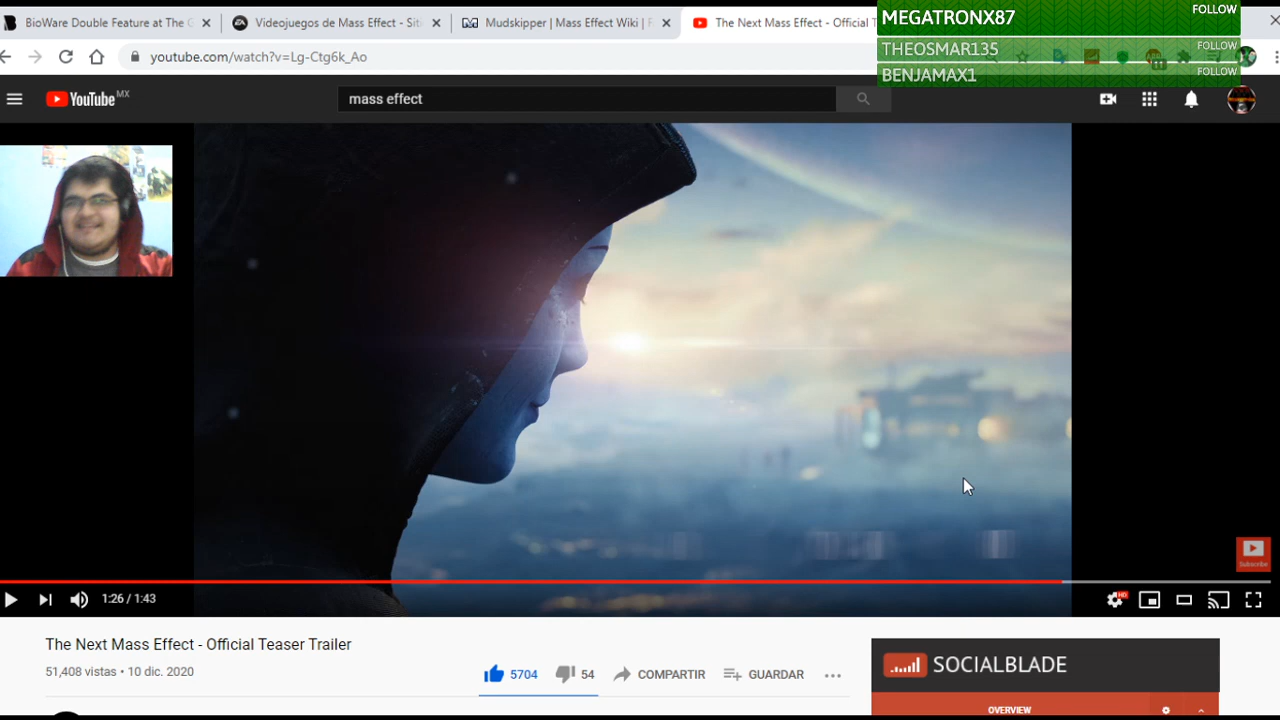 BioWare Double Feature at The G
Videojuegos de Mass Effect - Siti
Mudskipper | Mass Effect Wiki | F
The Next Mass Effect - Official T
MEGATRONX87 FOLLOW
THEOSMAR135 FOLLOW
BENJAMAX1 FOLLOW
youtube.com/watch?v=Lg-Ctg6k_Ao
YouTube MX
mass effect
Subscribe
1:26 / 1:43
HD
The Next Mass Effect - Official Teaser Trailer
51,408 vistas • 10 dic. 2020
5704
54
COMPARTIR
GUARDAR
SOCIALBLADE
OVERVIEW